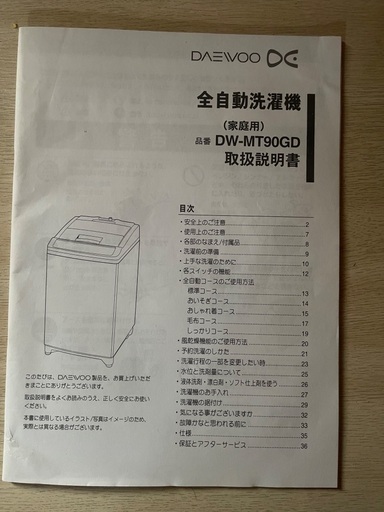 DAEWOO
全自動洗濯機
(家庭用)
品番 DW-MT90GD
取扱説明書
目次
・安全上のご注意 2
・使用上のご注意 7
・各部のなまえ/付属品 8
・洗濯前の準備 9
・上手な洗濯のために 10
・各スイッチの機能 12
・全自動コースのご使用方法
標準コース 13
おいそぎコース 14
おしゃれ着コース 15
毛布コース 17
しっかりコース 19
・風乾燥機能のご使用方法 20
・予約洗濯のしかた 21
・洗濯行程の一部を変更したい時 23
・水位と洗剤量について 25
・液体洗剤・漂白剤・ソフト仕上剤を使う 26
・洗濯機のお手入れ 27
・洗濯機の据付け 29
・気になる事がございますか 32
・故障かなと思われる前に 33
・仕様 35
・保証とアフターサービス 36
このたびは、DAEWOO製品を、お買上げいただ
きまことにありがとうございます。
取扱説明書をよくお読みのうえ、正しく安全にお使い
ください。
本書に使用しているイラスト/写真はイメージのため、
実際とは異なる場合がございます。